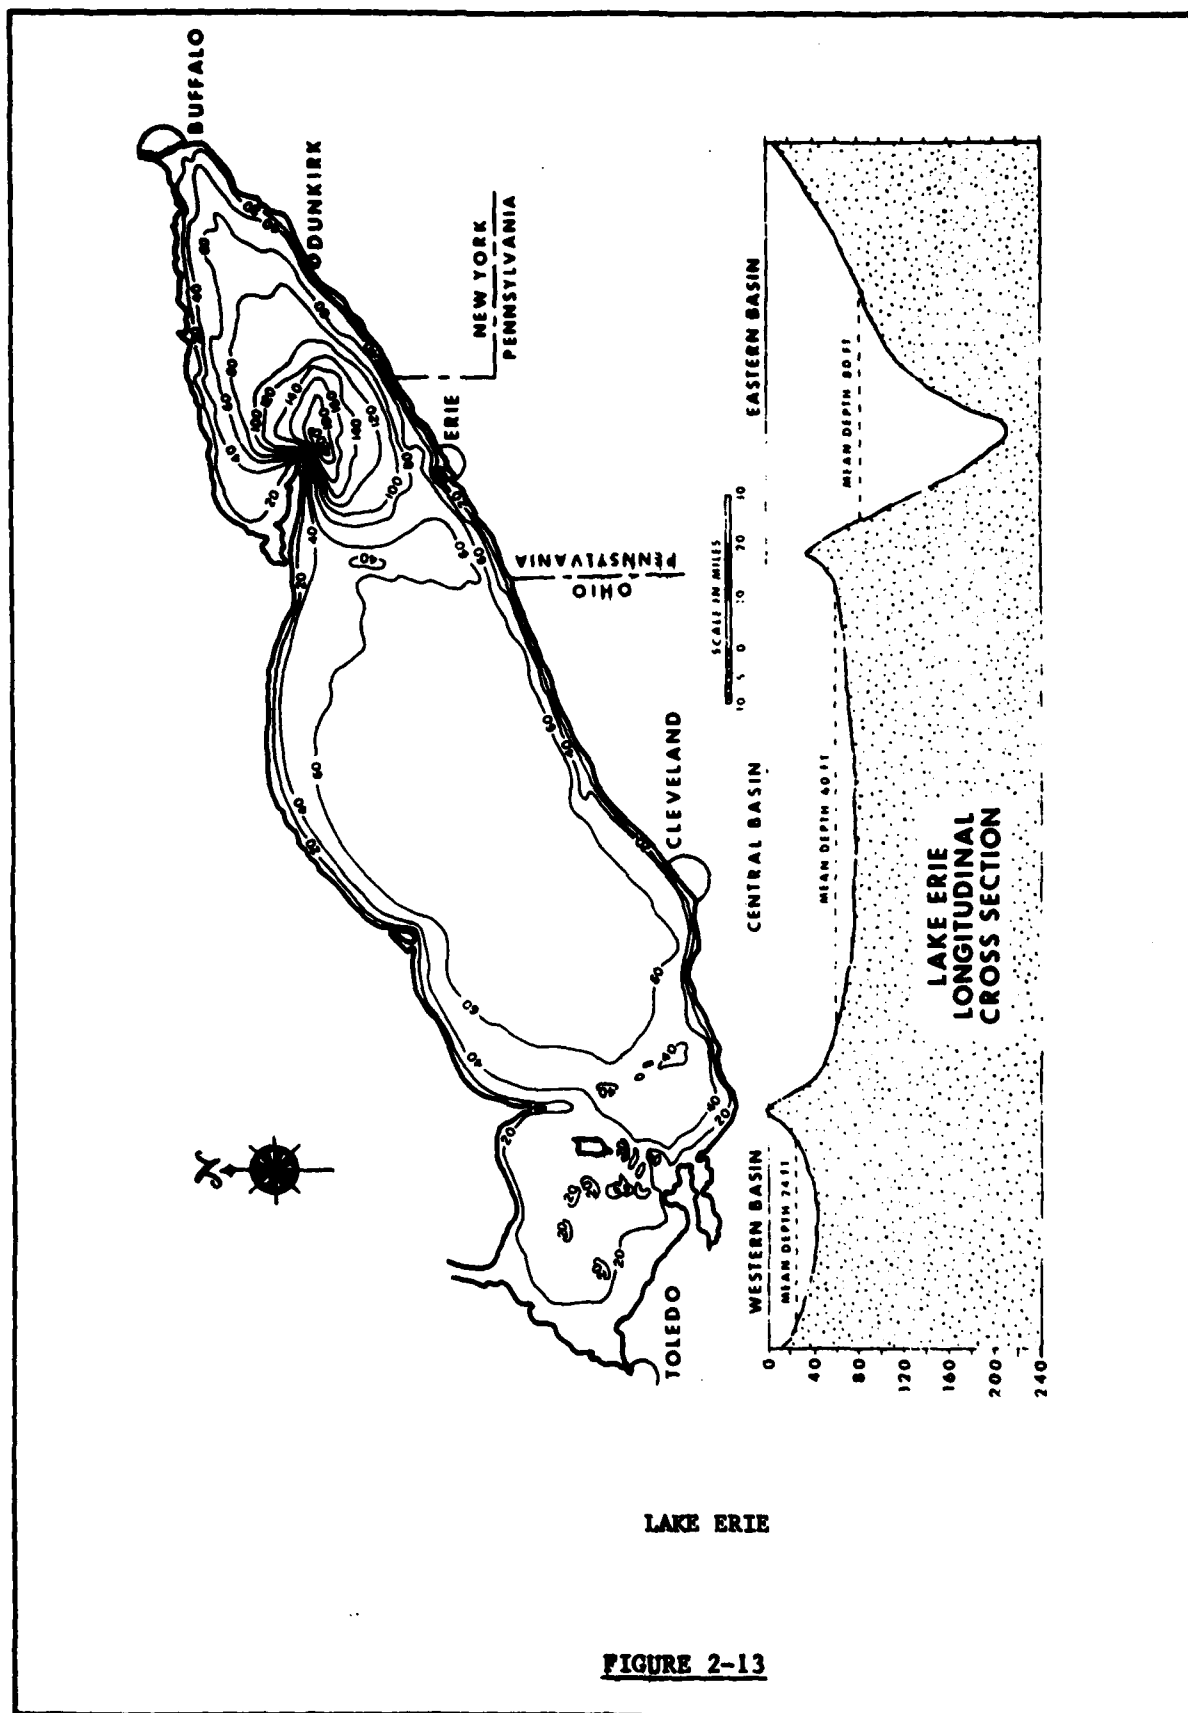 BUFFALO
DUNKIRK
NEW YORK
PENNSYLVANIA
ERIE
PENNSYLVANIA
OHIO
CLEVELAND
TOLEDO
N
20
40
60
80
100
120
140
160
SCALE IN MILES
10 5 0 10 20 30
WESTERN BASIN
CENTRAL BASIN
EASTERN BASIN
MEAN DEPTH 24 FT
MEAN DEPTH 60 FT
MEAN DEPTH 80 FT
0
40
80
120
160
200
240
LAKE ERIE
LONGITUDINAL
CROSS SECTION
LAKE ERIE
FIGURE 2-13